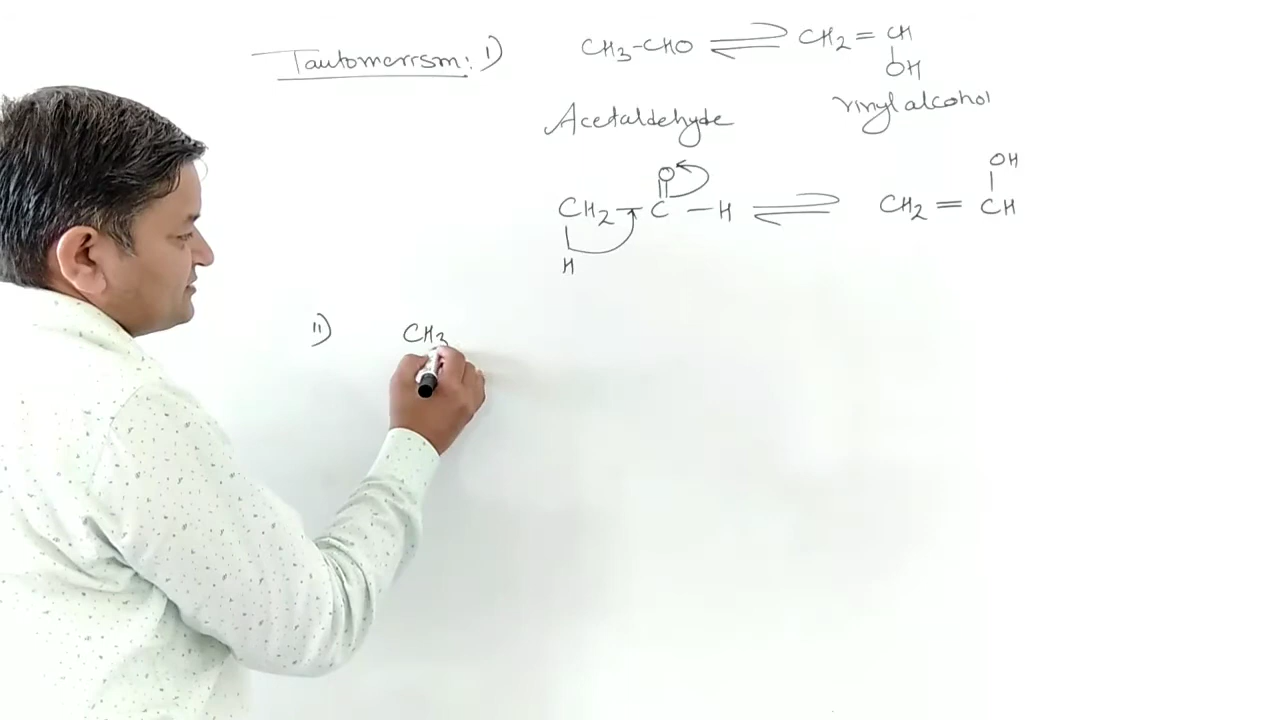 Tautomerism: i) CH3-CHO ⇌ CH2 = CH
OH
Acetaldehyde vinyl alcohol
O OH
CH2 — C — H ⇌ CH2 = CH
H
ii) CH3